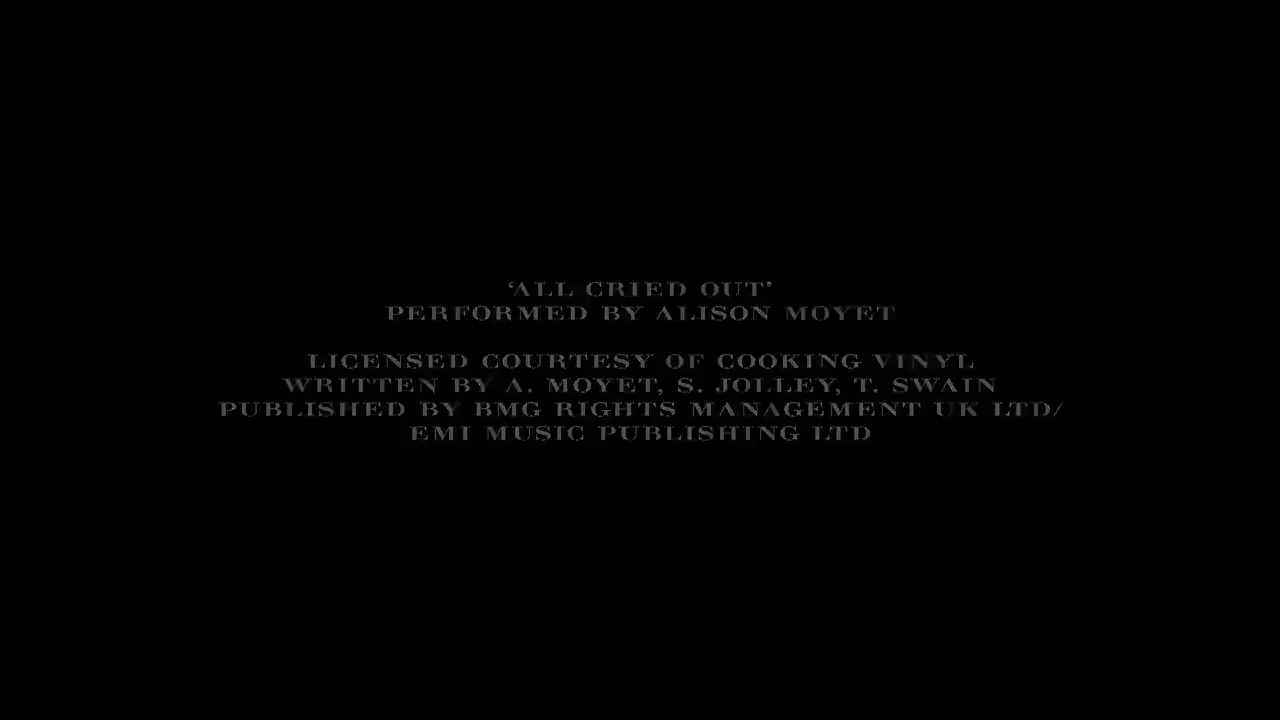 ‘ALL CRIED OUT'
PERFORMED BY ALISON MOYET
LICENSED COURTESY OF COOKING VINYL
WRITTEN BY A. MOYET, S. JOLLEY, T. SWAIN
PUBLISHED BY BMG RIGHTS MANAGEMENT UK LTD/
EMI MUSIC PUBLISHING LTD